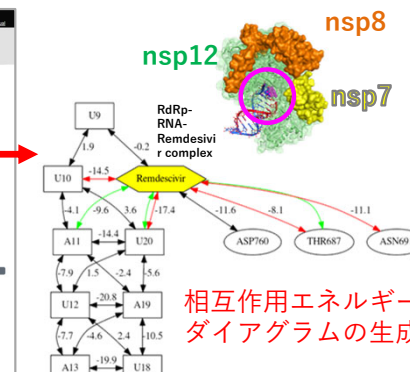 nsp8
nsp12
nsp7
RdRp-
RNA-
Remdesivi
r complex
U9
1.9
-0.2
U10
-14.5
Remdescivir
-4.1
-9.6
3.6
-17.4
-11.6
-8.1
-11.1
A11
-14.4
U20
ASP760
THR687
ASN69
-7.9
1.5
-2.4
-5.6
U12
-20.8
A19
-7.7
-4.6
2.4
-10.5
A13
-19.9
U18
相互作用エネルギー
ダイアグラムの生成